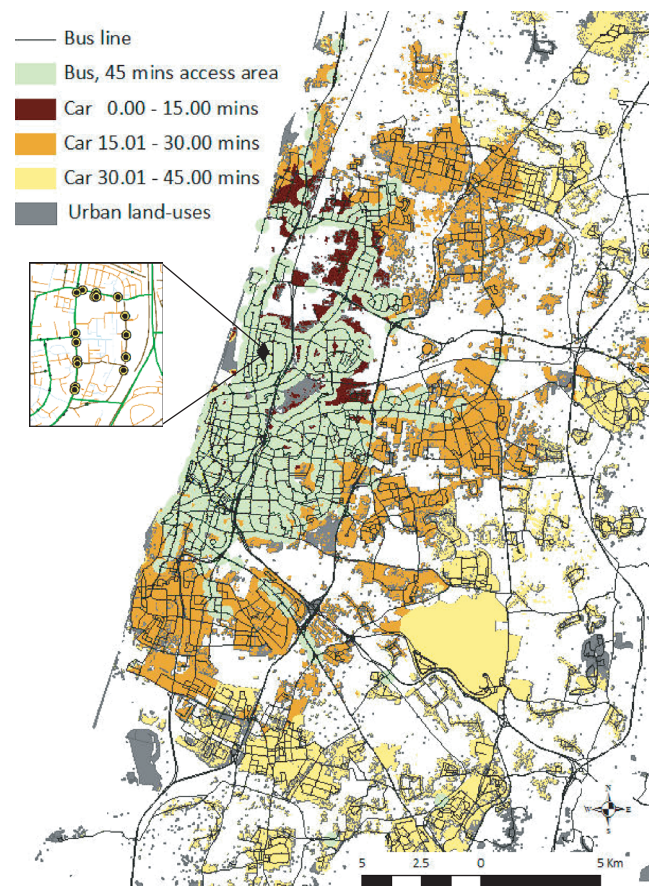 Bus line
Bus, 45 mins access area
Car 0.00 - 15.00 mins
Car 15.01 - 30.00 mins
Car 30.01 - 45.00 mins
Urban land-uses
N
W E
S
5 2.5 0 5 Km